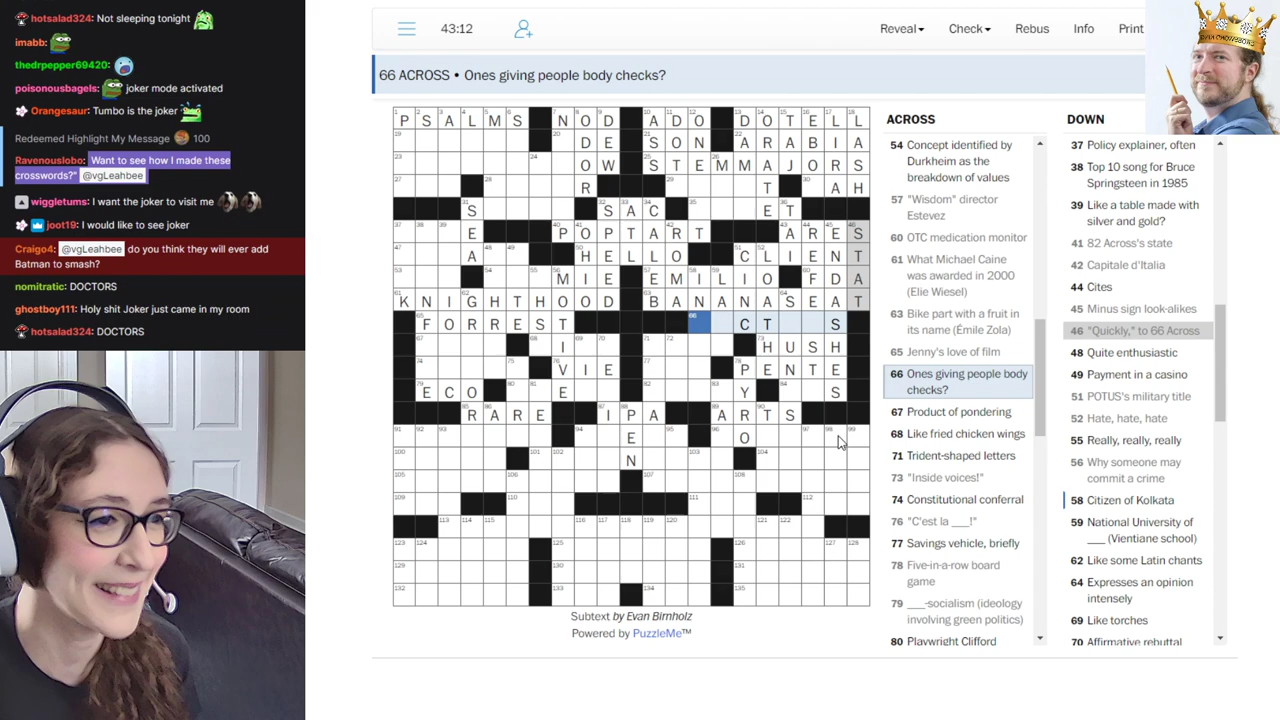 hotsalad324: Not sleeping tonight
imabb:
thedrpepper69420:
poisonousbagels: joker mode activated
Orangesaur: Tumbo is the joker
Redeemed Highlight My Message 100
Ravenouslobo: Want to see how I made these
crosswords?" @vgLeahbee
wiggletums: I want the joker to visit me
joot19: I would like to see joker
Craigo4: @vgLeahbee do you think they will ever add
Batman to smash?
nomitratic: DOCTORS
ghostboy111: Holy shit Joker just came in my room
hotsalad324: DOCTORS
43:12
Reveal
Check
Rebus
Info
Print
66 ACROSS • Ones giving people body checks?
PSALMS NOD ADO DOTELL
DE SON ARABIA
OW STEMMAJORS
R T AH
S SAC E T
E POPTART ARES
A HELLO CLIENT
MIE EMILIO FDA
KNIGHTHOOD BANANASEAT
FORREST CT S
I HUSH
VIE PENTE
ECO E Y S
RARE IPA ARTS
E O
N
Subtext by Evan Birnholz
Powered by PuzzleMe™
ACROSS
54 Concept identified by
Durkheim as the
breakdown of values
57 "Wisdom" director
Estevez
60 OTC medication monitor
61 What Michael Caine
was awarded in 2000
(Elie Wiesel)
63 Bike part with a fruit in
its name (Émile Zola)
65 Jenny's love of film
66 Ones giving people body
checks?
67 Product of pondering
68 Like fried chicken wings
71 Trident-shaped letters
73 "Inside voices!"
74 Constitutional conferral
76 "C'est la ___!"
77 Savings vehicle, briefly
78 Five-in-a-row board
game
79 ___-socialism (ideology
involving green politics)
80 Playwright Clifford
DOWN
37 Policy explainer, often
38 Top 10 song for Bruce
Springsteen in 1985
39 Like a table made with
silver and gold?
41 82 Across's state
42 Capitale d'Italia
44 Cites
45 Minus sign look-alikes
46 "Quickly," to 66 Across
48 Quite enthusiastic
49 Payment in a casino
51 POTUS's military title
52 Hate, hate, hate
55 Really, really, really
56 Why someone may
commit a crime
58 Citizen of Kolkata
59 National University of
___ (Vientiane school)
62 Like some Latin chants
64 Expresses an opinion
intensely
69 Like torches
70 Affirmative rebuttal